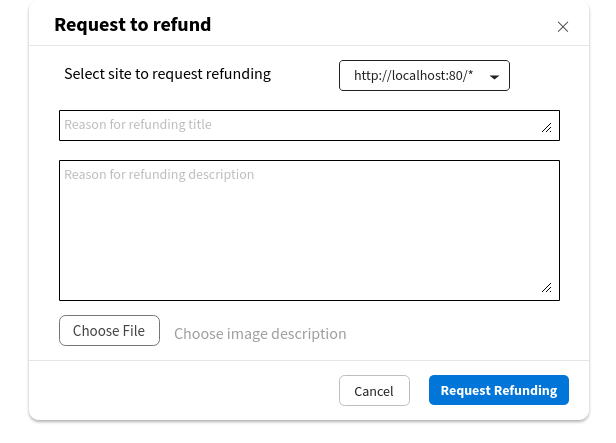 Request to refund
Select site to request refunding
http://localhost:80/*
Reason for refunding title
Reason for refunding description
Choose File
Choose image description
Cancel
Request Refunding